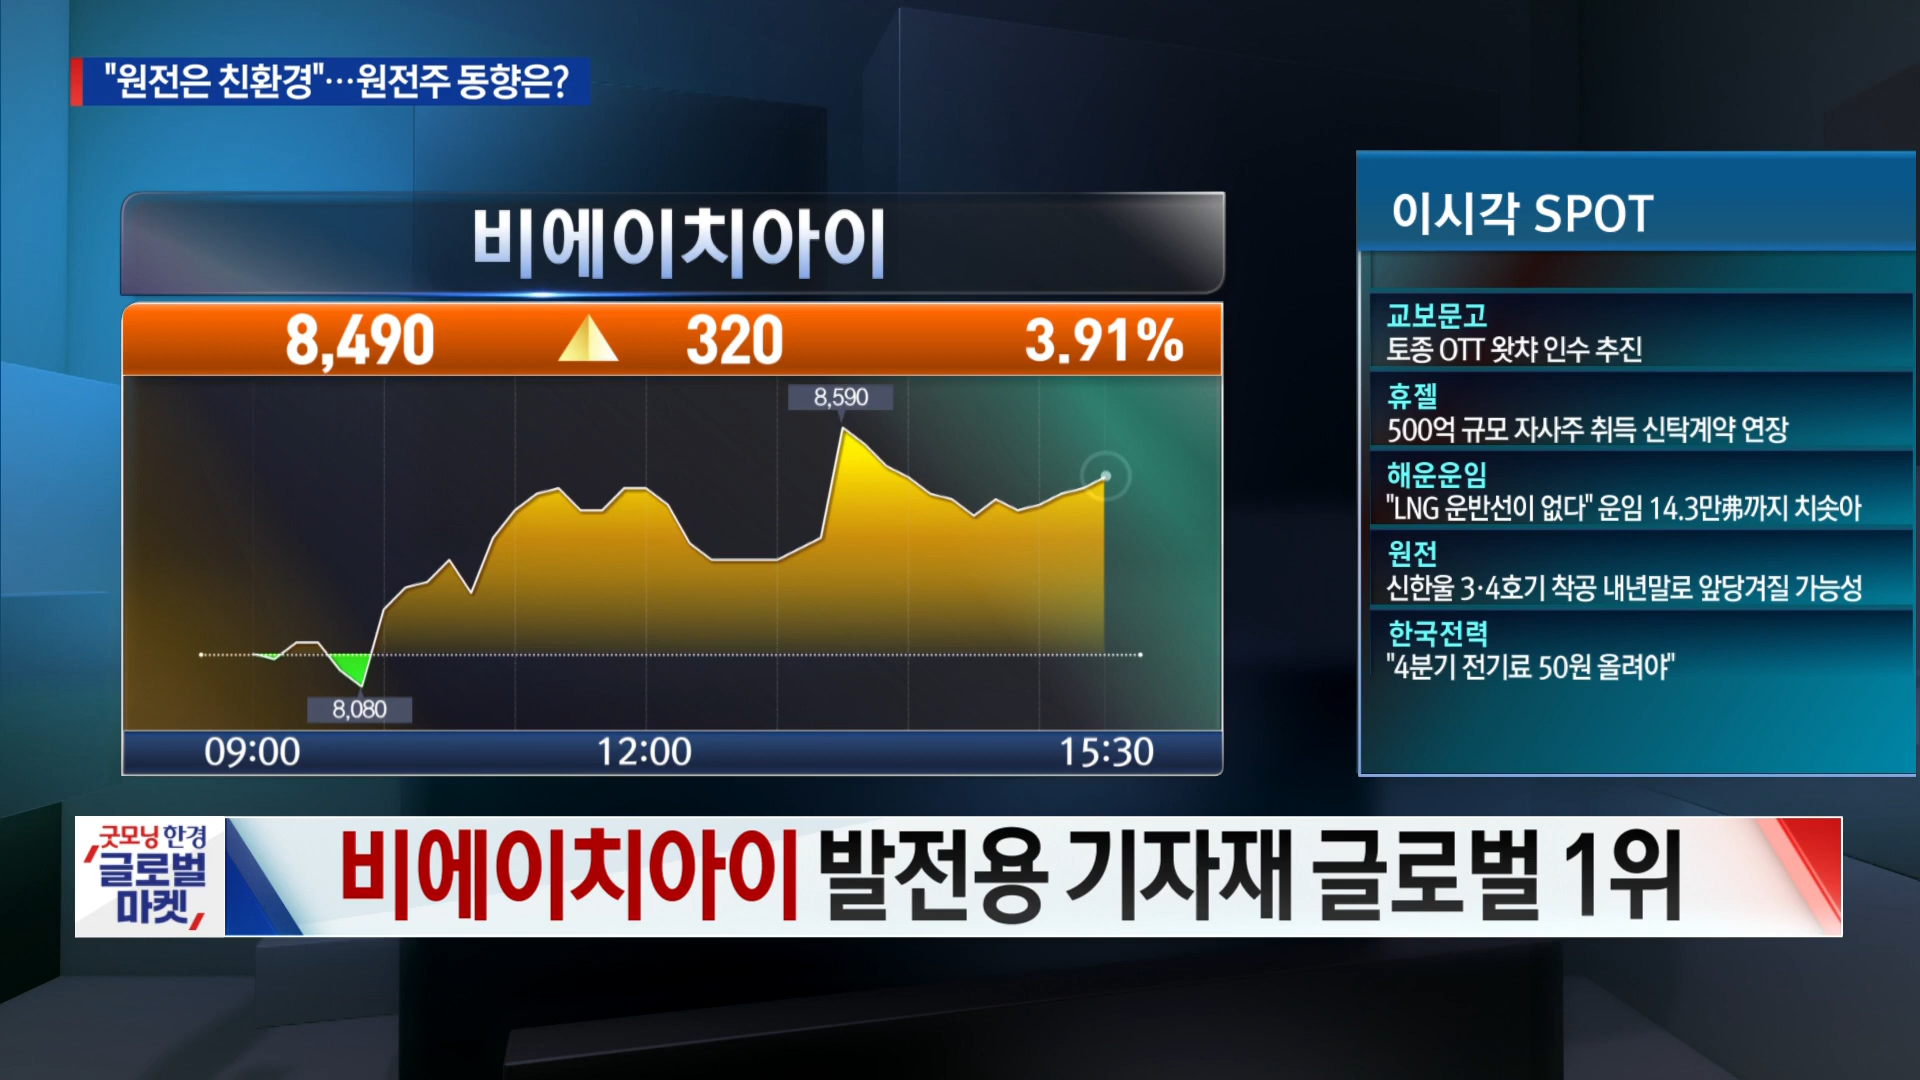 "원전은 친환경"…원전주 동향은?
비에이치아이
8,490 ▲ 320 3.91%
8,590
8,080
09:00 12:00 15:30
이시각 SPOT
교보문고
토종 OTT 왓챠 인수 추진
휴젤
500억 규모 자사주 취득 신탁계약 연장
해운운임
"LNG 운반선이 없다" 운임 14.3만弗까지 치솟아
원전
신한울 3·4호기 착공 내년말로 앞당겨질 가능성
한국전력
"4분기 전기료 50원 올려야"
굿모닝 한경
글로벌
마켓
비에이치아이 발전용 기자재 글로벌 1위